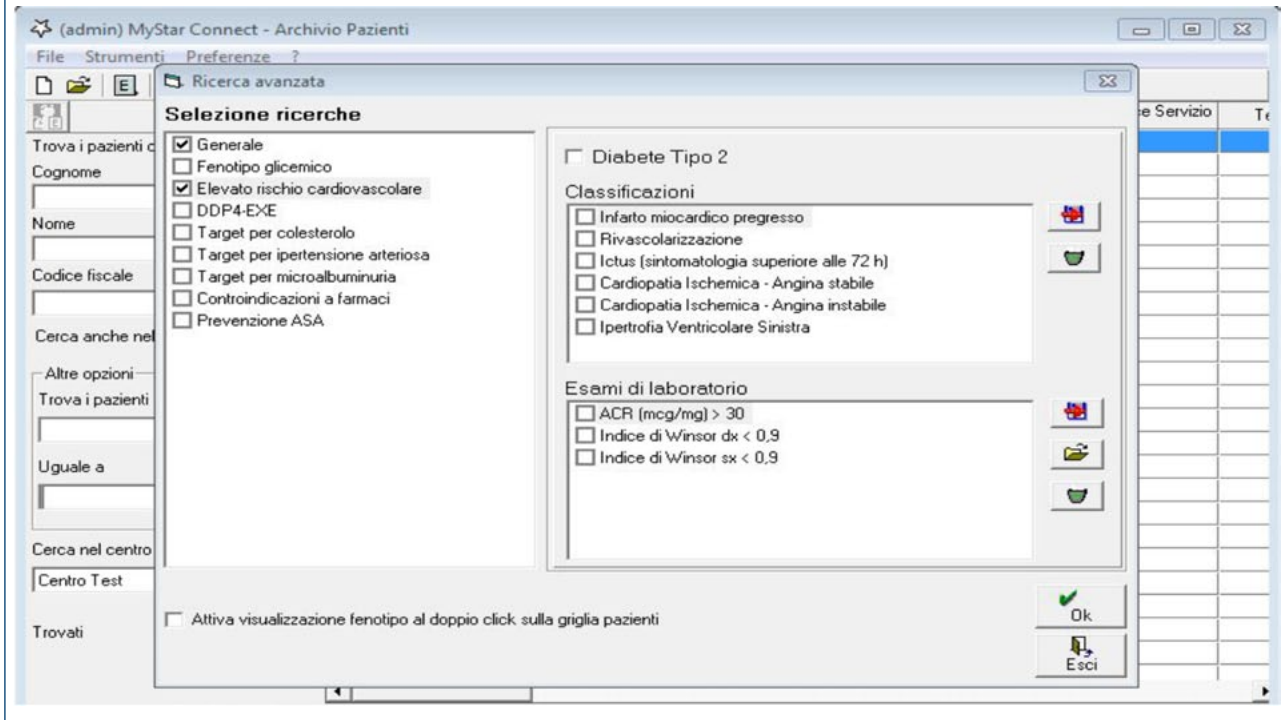 (admin) MyStar Connect - Archivio Pazienti
File Strumenti Preferenze ?
E
Ricerca avanzata
Selezione ricerche
Generale
Fenotipo glicemico
Elevato rischio cardiovascolare
DDP4-EXE
Target per colesterolo
Target per ipertensione arteriosa
Target per microalbuminuria
Controindicazioni a farmaci
Prevenzione ASA
Diabete Tipo 2
Classificazioni
Infarto miocardico pregresso
Rivascolarizzazione
Ictus (sintomatologia superiore alle 72 h)
Cardiopatia Ischemica - Angina stabile
Cardiopatia Ischemica - Angina instabile
Ipertrofia Ventricolare Sinistra
Esami di laboratorio
ACR (mcg/mg) > 30
Indice di Winsor dx < 0,9
Indice di Winsor sx < 0,9
Attiva visualizzazione fenotipo al doppio click sulla griglia pazienti
Ok
Esci
Trova i pazienti c
Cognome
Nome
Codice fiscale
Cerca anche nel
Altre opzioni
Trova i pazienti
Uguale a
Cerca nel centro
Centro Test
Trovati
e Servizio
Te